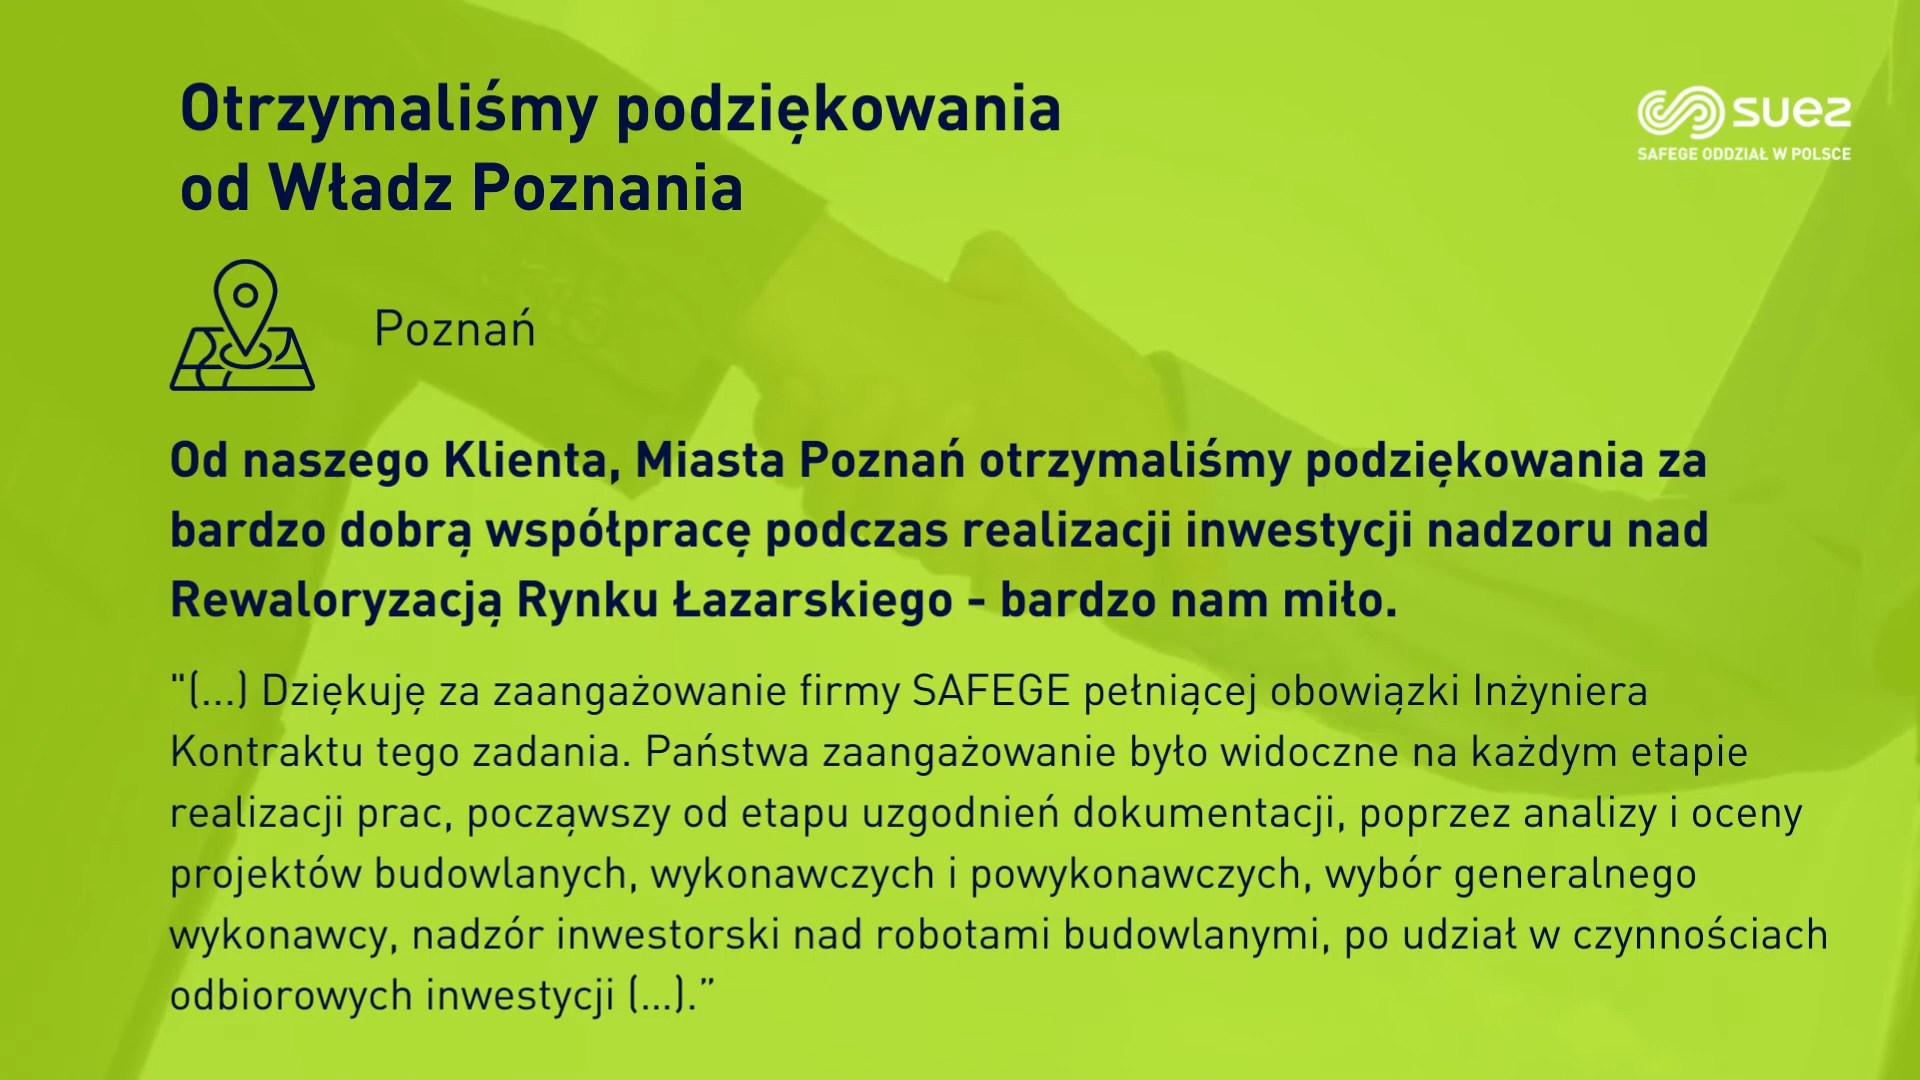 Otrzymaliśmy podziękowania
od Władz Poznania
suez
SAFEGE ODDZIAŁ W POLSCE
Poznań
Od naszego Klienta, Miasta Poznań otrzymaliśmy podziękowania za
bardzo dobrą współpracę podczas realizacji inwestycji nadzoru nad
Rewaloryzacją Rynku Łazarskiego - bardzo nam miło.
"(...) Dziękuję za zaangażowanie firmy SAFEGE pełniącej obowiązki Inżyniera
Kontraktu tego zadania. Państwa zaangażowanie było widoczne na każdym etapie
realizacji prac, począwszy od etapu uzgodnień dokumentacji, poprzez analizy i oceny
projektów budowlanych, wykonawczych i powykonawczych, wybór generalnego
wykonawcy, nadzór inwestorski nad robotami budowlanymi, po udział w czynnościach
odbiorowych inwestycji (...).”